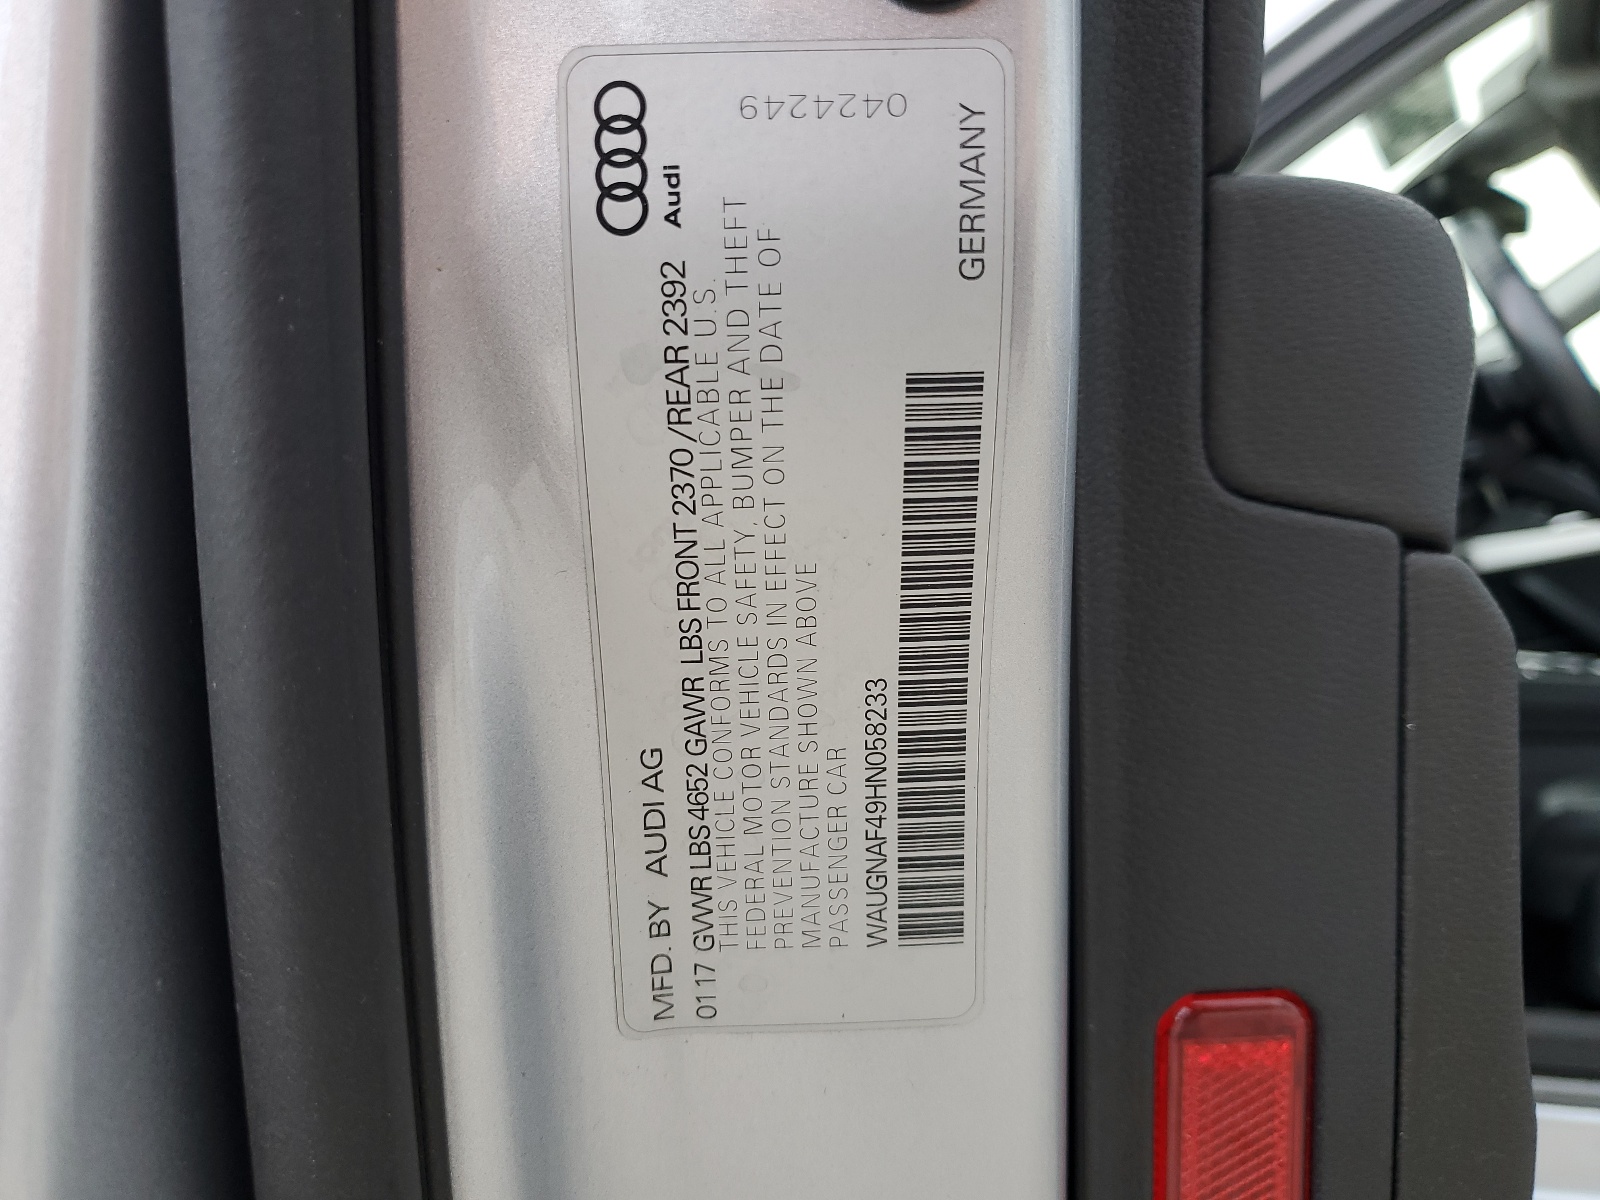 MFD. BY AUDI AG
Audi
0117 GVWR LBS 4652 GAWR LBS FRONT 2370 /REAR 2392
THIS VEHICLE CONFORMS TO ALL APPLICABLE U.S.
FEDERAL MOTOR VEHICLE SAFETY, BUMPER AND THEFT
PREVENTION STANDARDS IN EFFECT ON THE DATE OF
MANUFACTURE SHOWN ABOVE
PASSENGER CAR
WAUGNAF49HN058233
GERMANY
0424249